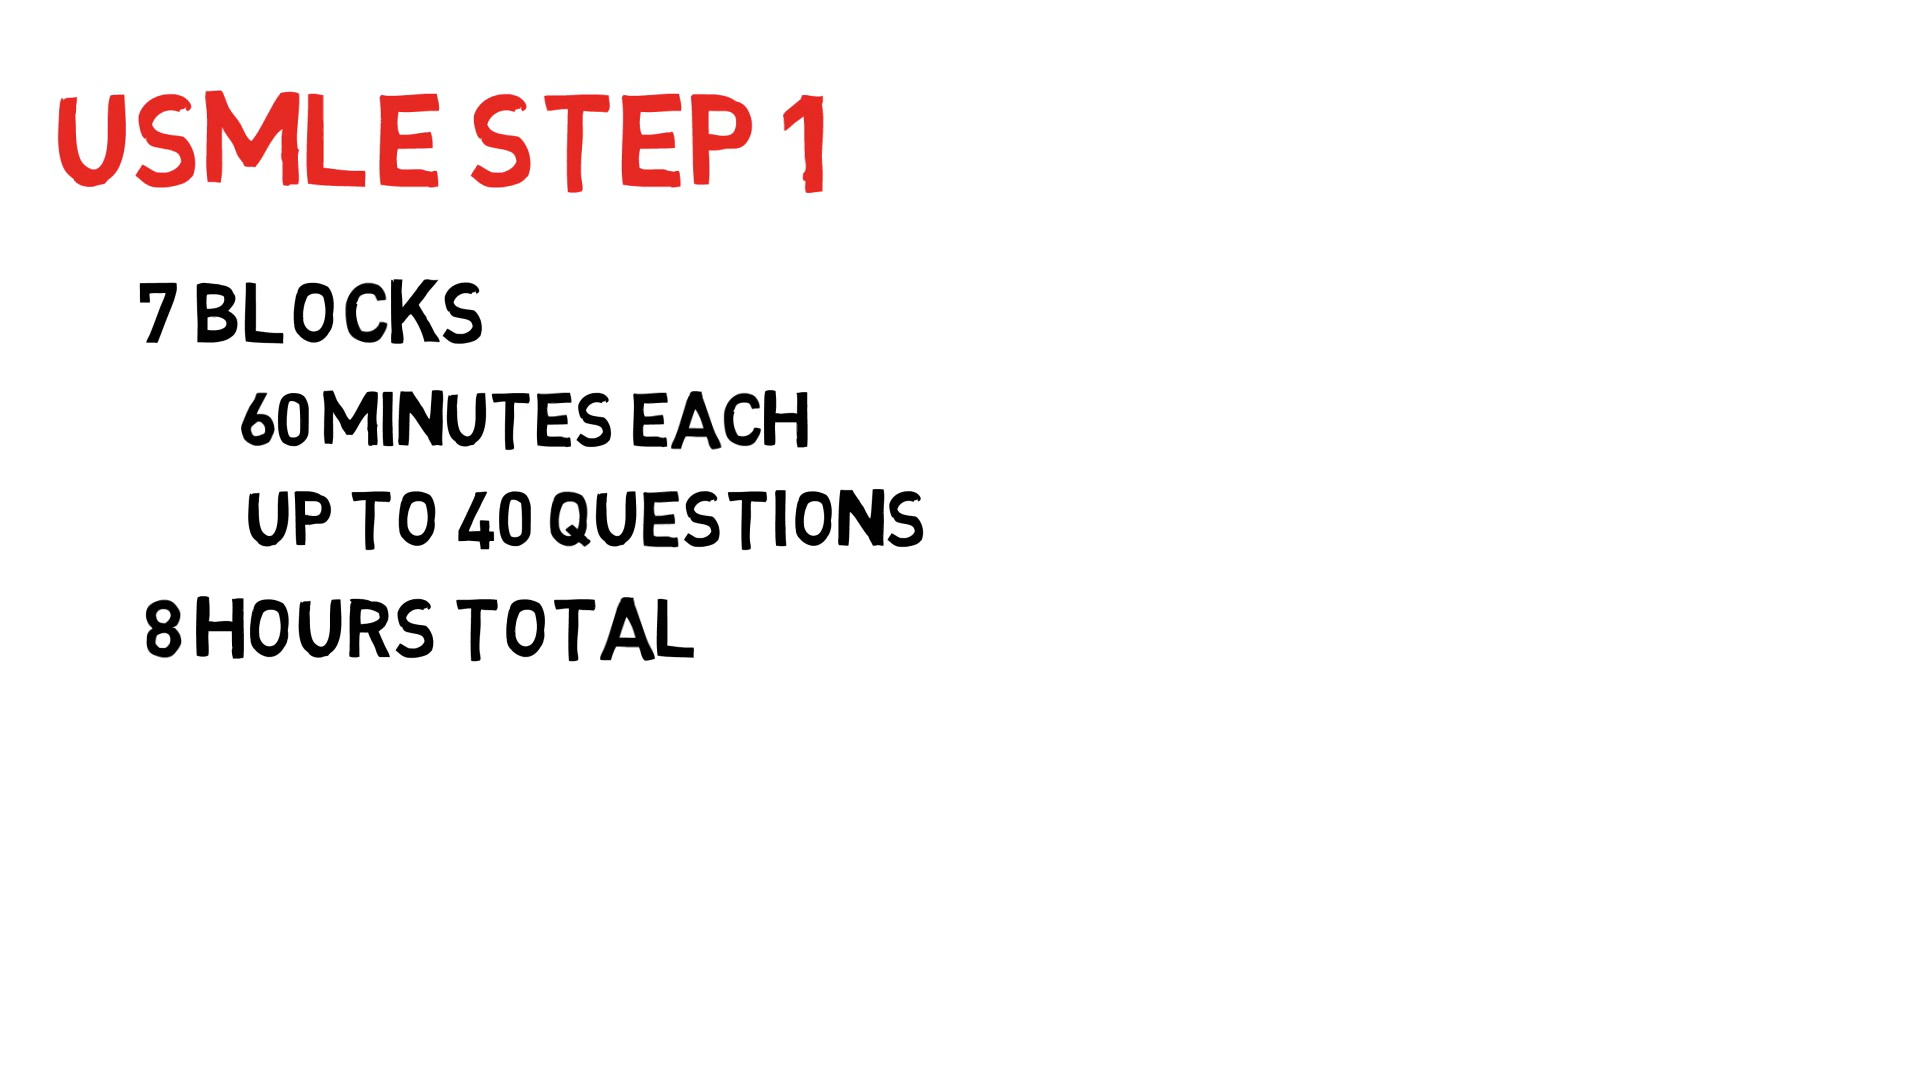 USMLE STEP 1
7 BLOCKS
60 MINUTES EACH
UP TO 40 QUESTIONS
8 HOURS TOTAL